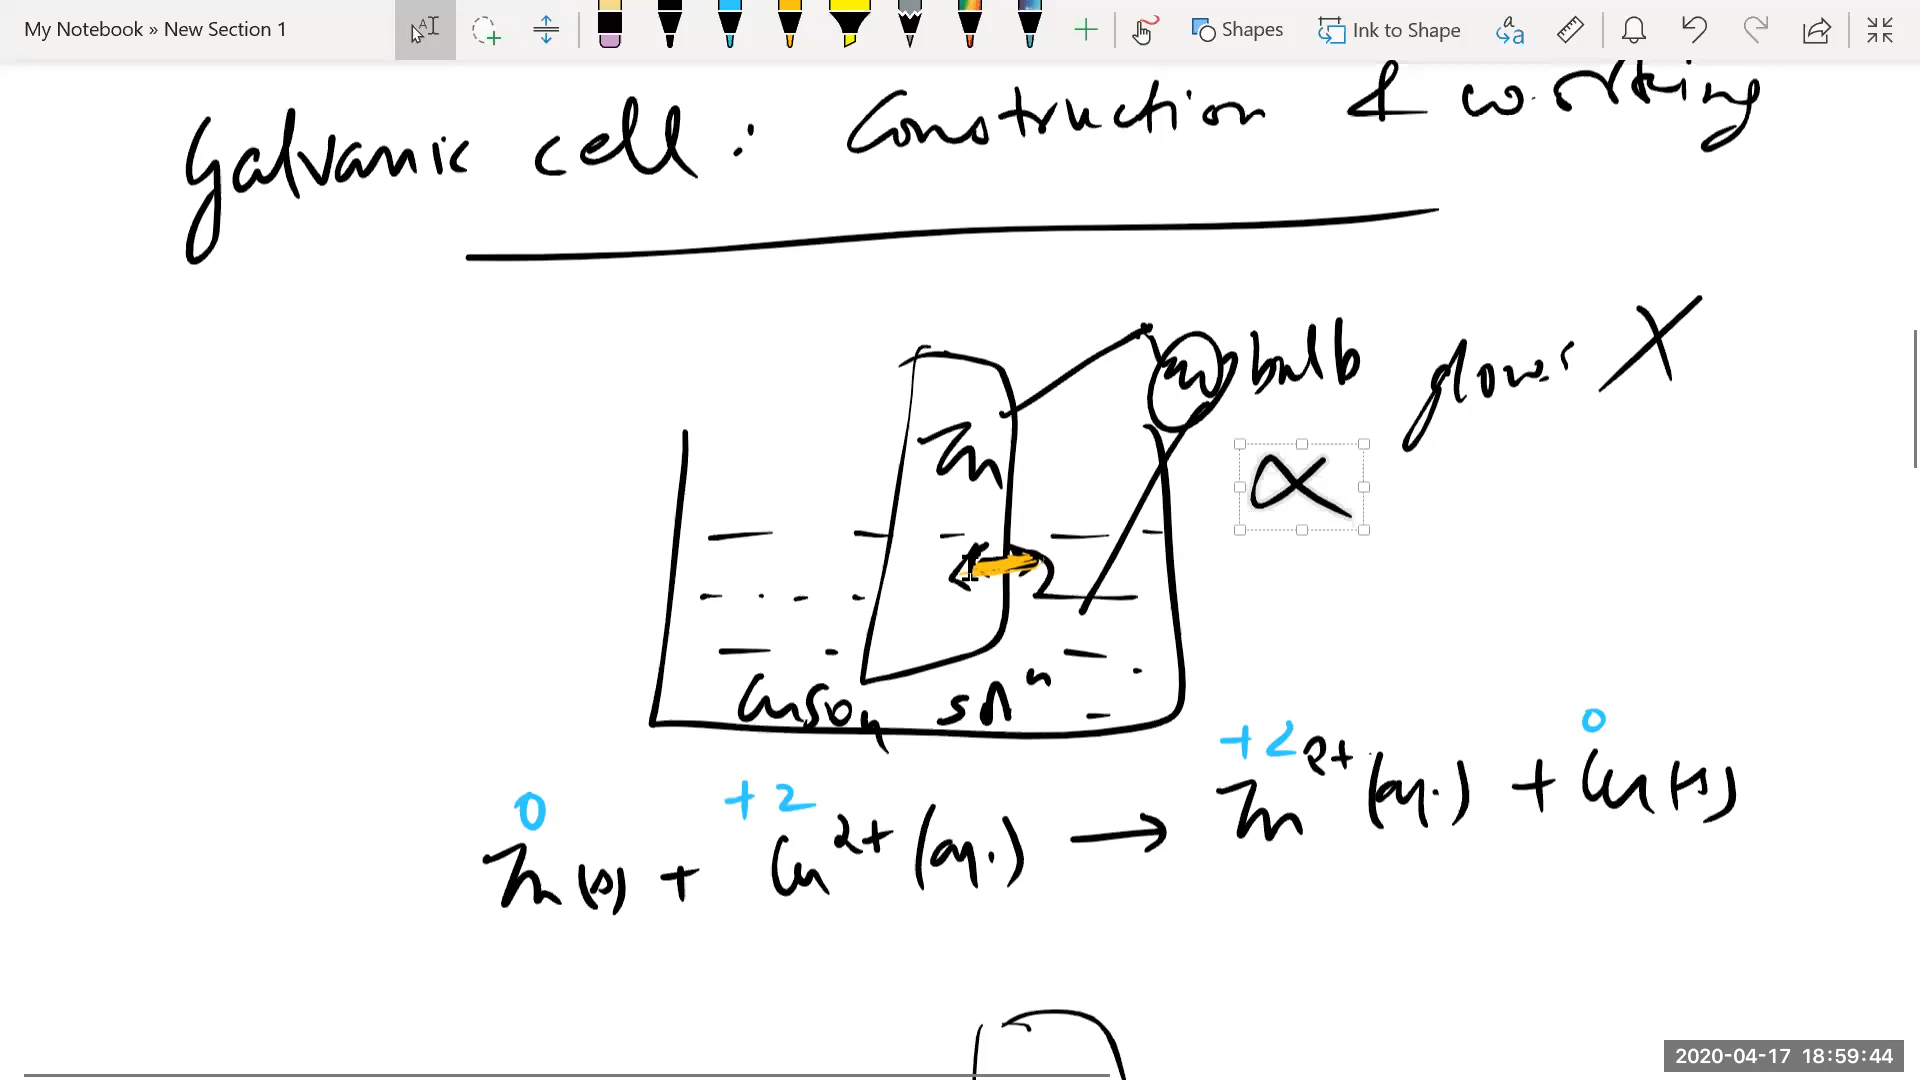 My Notebook » New Section 1
Shapes
Ink to Shape
Galvanic cell : Construction & working
bulb glows X
Zn
∝
CuSO4 solⁿ
0 +2 +2 0
Zn(s) + Cu²⁺ (aq.) → Zn²⁺ (aq.) + Cu(s)
2020-04-17 18:59:44